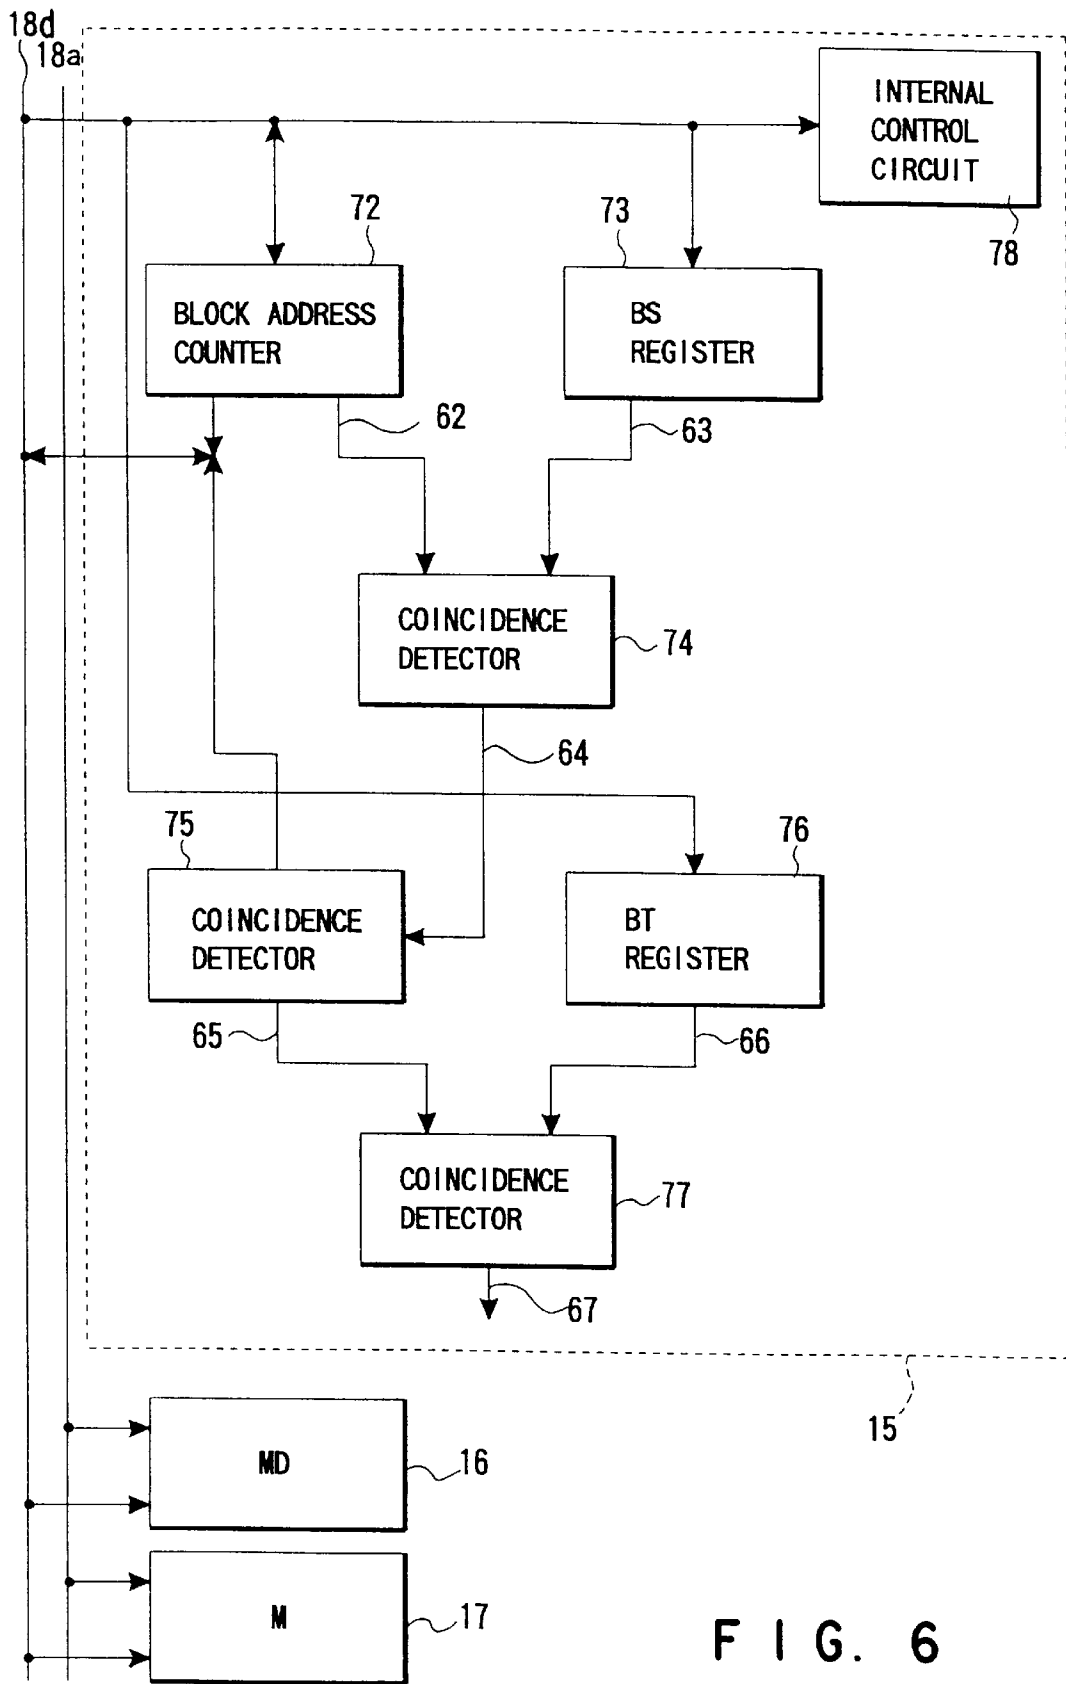 18d
18a
INTERNAL
CONTROL
CIRCUIT
78
72
73
BLOCK ADDRESS
COUNTER
BS
REGISTER
62
63
COINCIDENCE
DETECTOR
74
64
75
76
COINCIDENCE
DETECTOR
BT
REGISTER
65
66
COINCIDENCE
DETECTOR
77
67
15
MD
16
M
17
FIG. 6